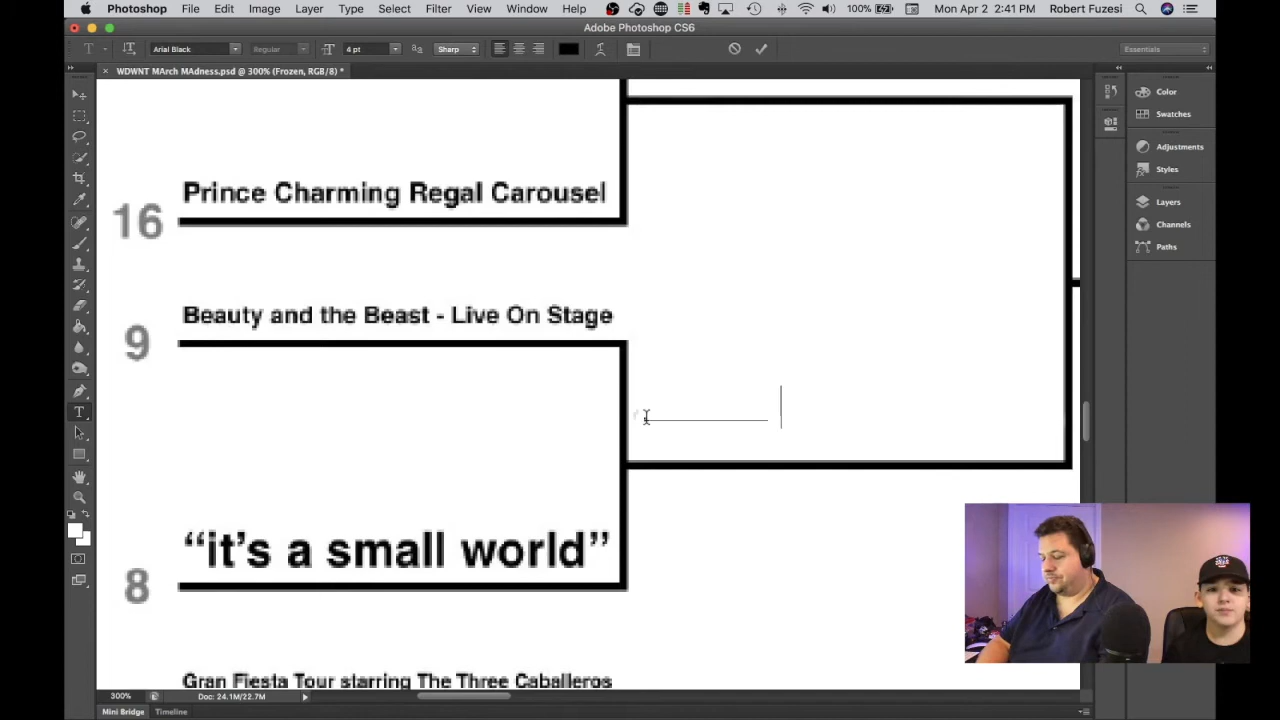 Photoshop File Edit Image Layer Type Select Filter View Window Help 100% Mon Apr 2 2:41 PM Robert Fuzesi
Adobe Photoshop CS6
T Arial Black Regular 4 pt Sharp Essentials
× WDWNT MArch MAdness.psd @ 300% (Frozen, RGB/8) *
Color
Swatches
Adjustments
Styles
Layers
Channels
Paths
Prince Charming Regal Carousel
16
Beauty and the Beast - Live On Stage
9
“it’s a small world”
8
Gran Fiesta Tour starring The Three Caballeros
300% Doc: 24.1M/22.7M
Mini Bridge Timeline